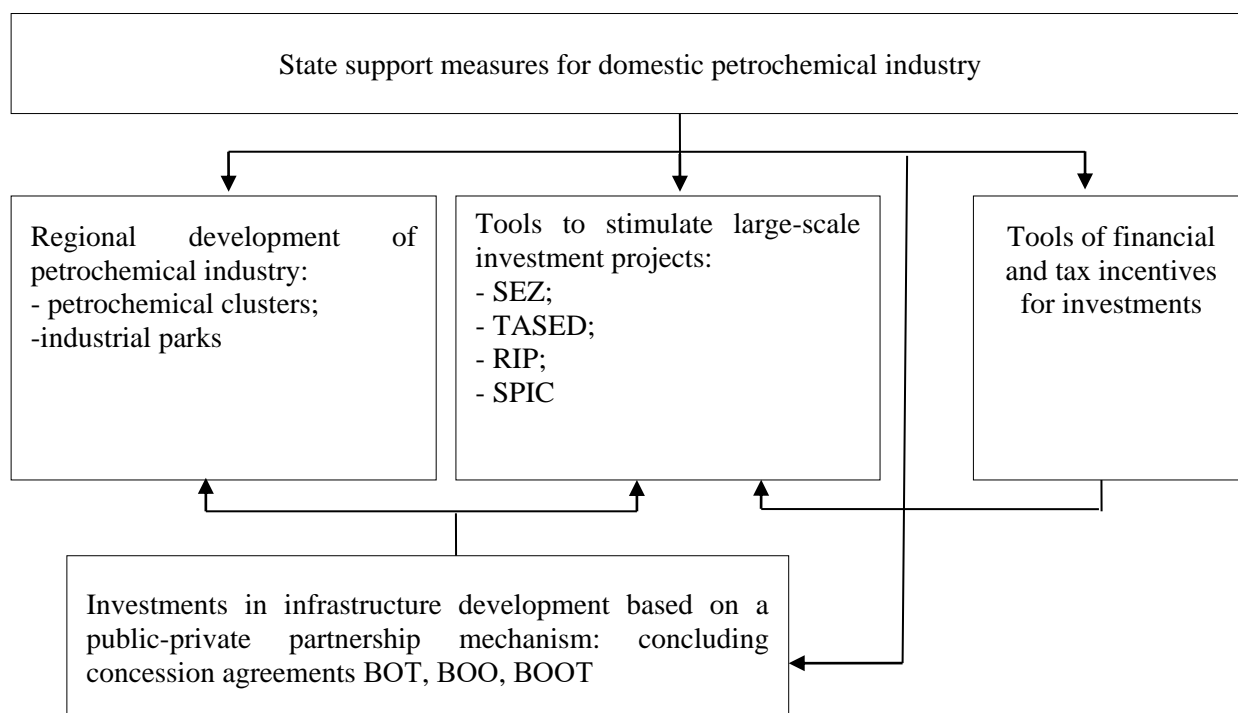 State support measures for domestic petrochemical industry
Regional development of
petrochemical industry:
- petrochemical clusters;
-industrial parks
Tools to stimulate large-scale
investment projects:
- SEZ;
- TASED;
- RIP;
- SPIC
Tools of financial
and tax incentives
for investments
Investments in infrastructure development based on a
public-private partnership mechanism: concluding
concession agreements BOT, BOO, BOOT